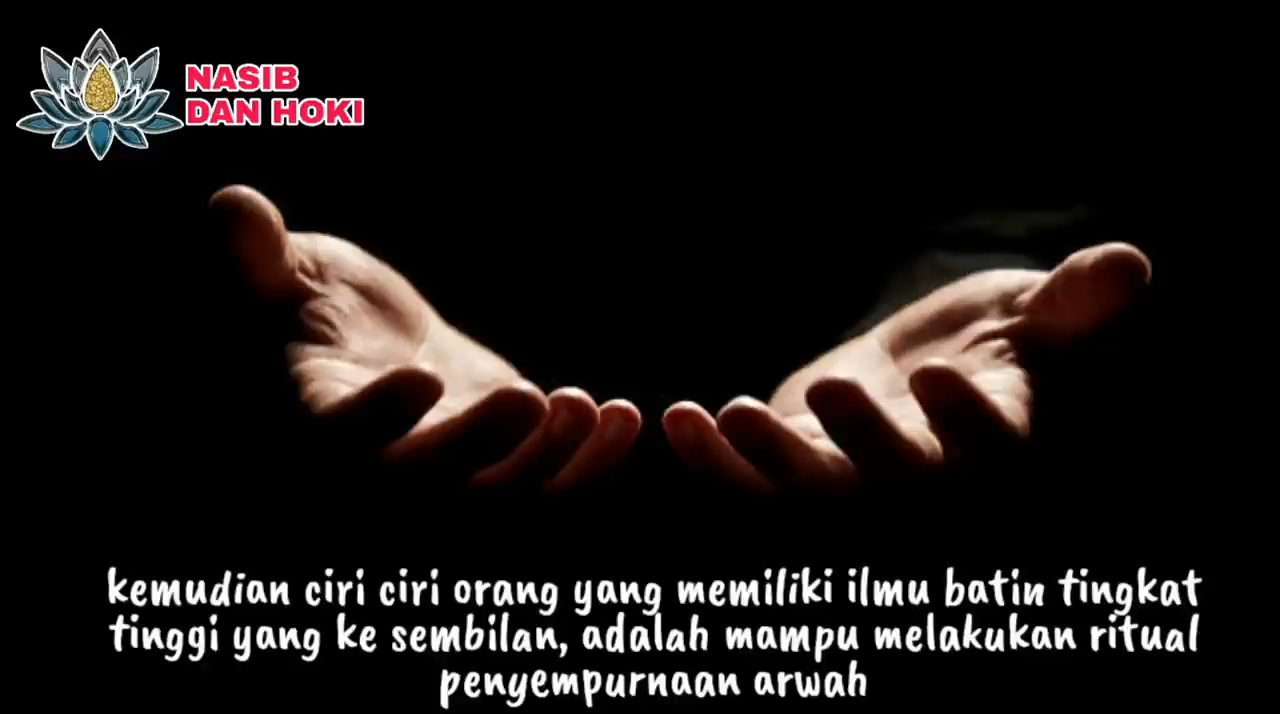 NASIB
DAN HOKI
kemudian ciri ciri orang yang memiliki ilmu batin tingkat
tinggi yang ke sembilan, adalah mampu melakukan ritual
penyempurnaan arwah